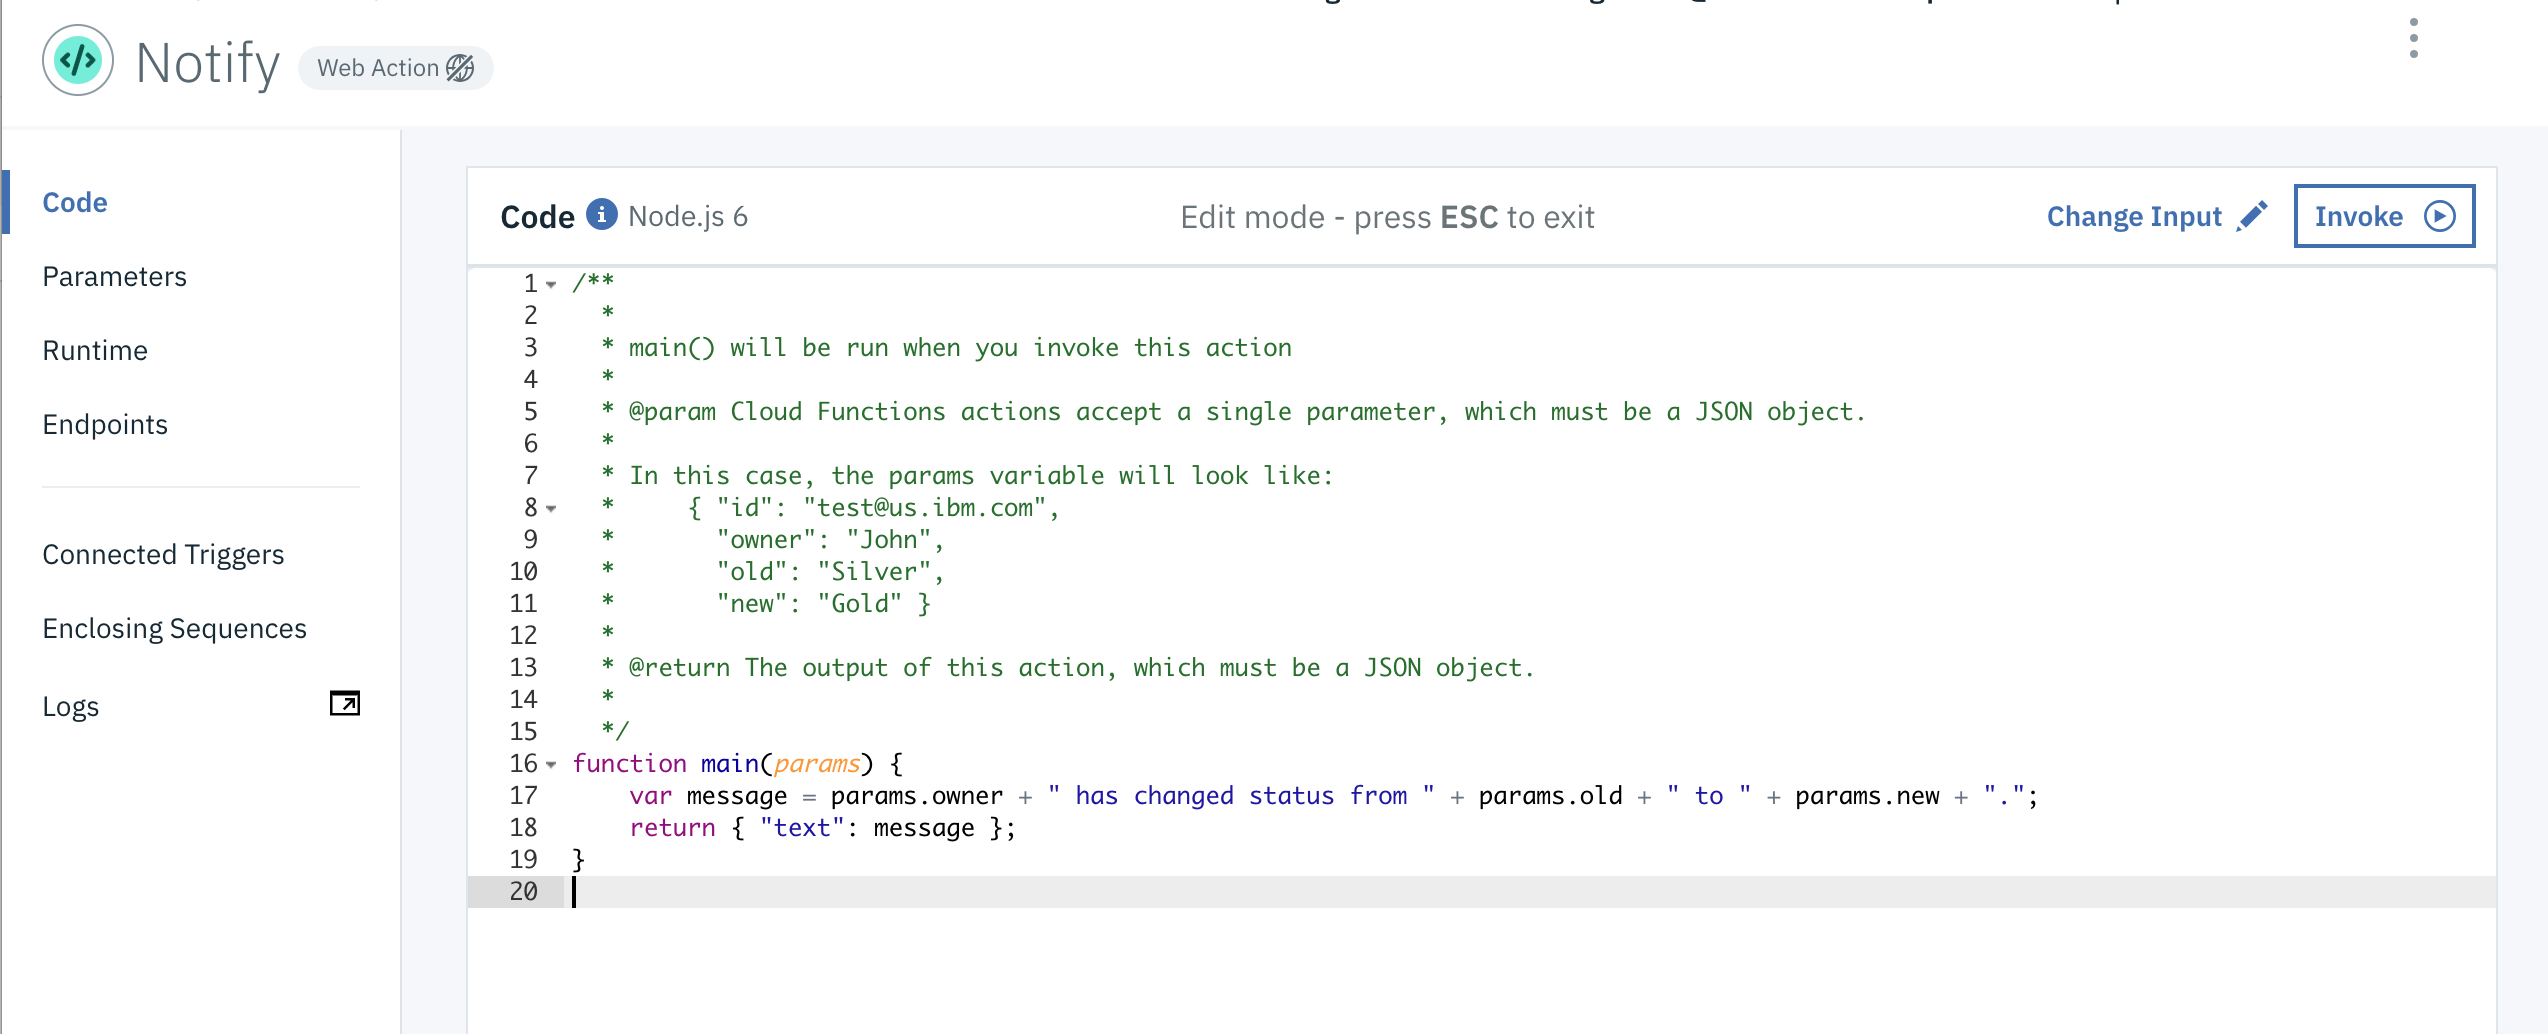 Notify
Web Action
Code
Parameters
Runtime
Endpoints
Connected Triggers
Enclosing Sequences
Logs
Code i Node.js 6
Edit mode - press ESC to exit
Change Input
Invoke
1 /**
2 *
3 * main() will be run when you invoke this action
4 *
5 * @param Cloud Functions actions accept a single parameter, which must be a JSON object.
6 *
7 * In this case, the params variable will look like:
8 *     { "id": "test@us.ibm.com",
9 *       "owner": "John",
10 *       "old": "Silver",
11 *       "new": "Gold" }
12 *
13 * @return The output of this action, which must be a JSON object.
14 *
15 */
16 function main(params) {
17     var message = params.owner + " has changed status from " + params.old + " to " + params.new + ".";
18     return { "text": message };
19 }
20